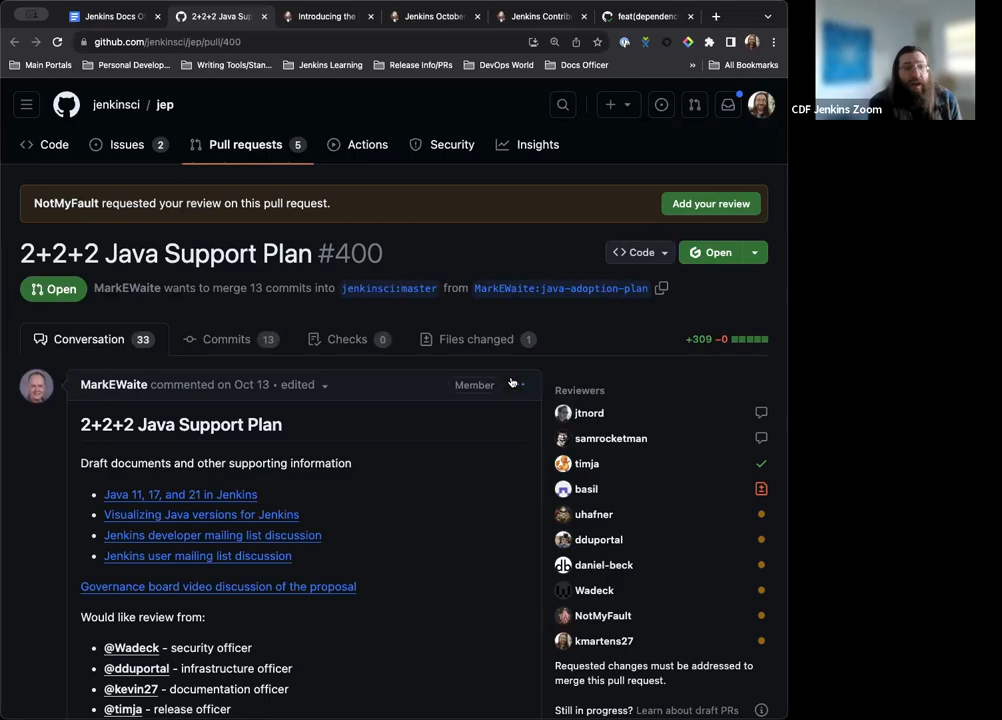 Jenkins Docs O
2+2+2 Java Sup
Introducing the
Jenkins October
Jenkins Contrib
feat(dependenc
github.com/jenkinsci/jep/pull/400
Main Portals
Personal Develop...
Writing Tools/Stan...
Jenkins Learning
Release Info/PRs
DevOps World
Docs Officer
»
All Bookmarks
CDF Jenkins Zoom
jenkinsci / jep
Code
Issues 2
Pull requests 5
Actions
Security
Insights
NotMyFault requested your review on this pull request.
Add your review
2+2+2 Java Support Plan #400
Code
Open
Open
MarkEWaite wants to merge 13 commits into jenkinsci:master from MarkEWaite:java-adoption-plan
Conversation 33
Commits 13
Checks 0
Files changed 1
+309 −0
MarkEWaite commented on Oct 13 • edited
Member
2+2+2 Java Support Plan
Draft documents and other supporting information
• Java 11, 17, and 21 in Jenkins
• Visualizing Java versions for Jenkins
• Jenkins developer mailing list discussion
• Jenkins user mailing list discussion
Governance board video discussion of the proposal
Would like review from:
• @Wadeck - security officer
• @dduportal - infrastructure officer
• @kevin27 - documentation officer
• @timja - release officer
Reviewers
jtnord
samrocketman
timja
basil
uhafner
dduportal
daniel-beck
Wadeck
NotMyFault
kmartens27
Requested changes must be addressed to
merge this pull request.
Still in progress? Learn about draft PRs